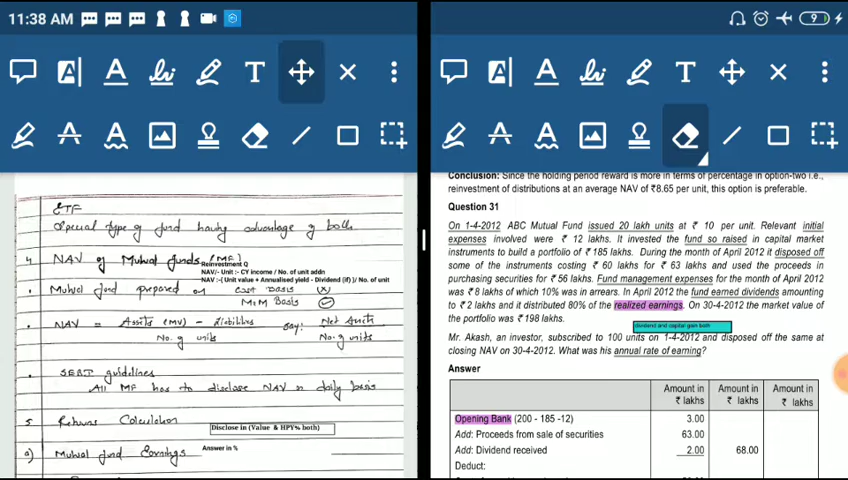 11:38 AM
9
T
T
ETF
Special type of fund having advantage of both
4 NAV of Mutual funds (MF)
Reinvestment Q
NAV/- Unit :- CY income / No. of unit addn
NAV :-(Unit value + Annualised yeld - Dividend (if) ) / No. of unit
Mutual fund prepared on cost basis (x)
MTM Basis
NAV = Assets (MV) - Liabilities say: Net Assets
No. of units No. of units
SEBI guidelines
All MF has to disclose NAV on daily basis
5 Returns Calculation
Disclose in (Value & HPY% both)
a) Mutual fund Earnings
Answer in %
Conclusion: Since the holding period reward is more in terms of percentage in option-two i.e.,
reinvestment of distributions at an average NAV of ₹8.65 per unit, this option is preferable.
Question 31
On 1-4-2012 ABC Mutual Fund issued 20 lakh units at ₹ 10 per unit. Relevant initial
expenses involved were ₹ 12 lakhs. It invested the fund so raised in capital market
instruments to build a portfolio of ₹ 185 lakhs. During the month of April 2012 it disposed off
some of the instruments costing ₹ 60 lakhs for ₹ 63 lakhs and used the proceeds in
purchasing securities for ₹ 56 lakhs. Fund management expenses for the month of April 2012
was ₹ 8 lakhs of which 10% was in arrears. In April 2012 the fund earned dividends amounting
to ₹ 2 lakhs and it distributed 80% of the realized earnings. On 30-4-2012 the market value of
the portfolio was ₹ 198 lakhs.
dividend and capital gain both
Mr. Akash, an investor, subscribed to 100 units on 1-4-2012 and disposed off the same at
closing NAV on 30-4-2012. What was his annual rate of earning?
Answer
Amount in ₹ lakhs Amount in ₹ lakhs Amount in ₹ lakhs
Opening Bank (200 - 185 -12) 3.00
Add: Proceeds from sale of securities 63.00
Add: Dividend received 2.00 68.00
Deduct: